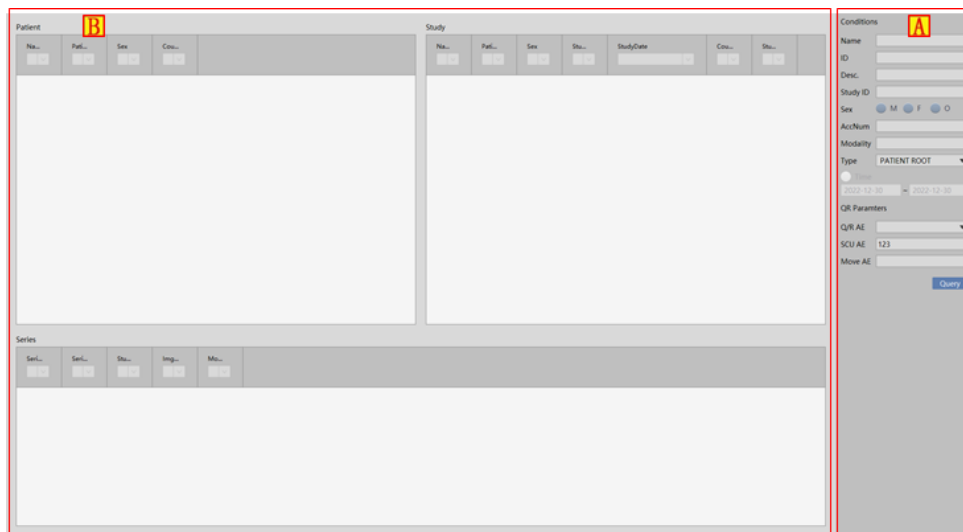 Patient
B
Na... Pati... Sex Cou...
Study
Na... Pati... Sex Stu... StudyDate Cou... Stu...
Series
Seri... Seri... Stu... Img... Mo...
A
Conditions
Name
ID
Desc.
Study ID
Sex M F O
AccNum
Modality
Type PATIENT ROOT
Time
2022-12-30 ~ 2022-12-30
QR Paramters
Q/R AE
SCU AE 123
Move AE
Query